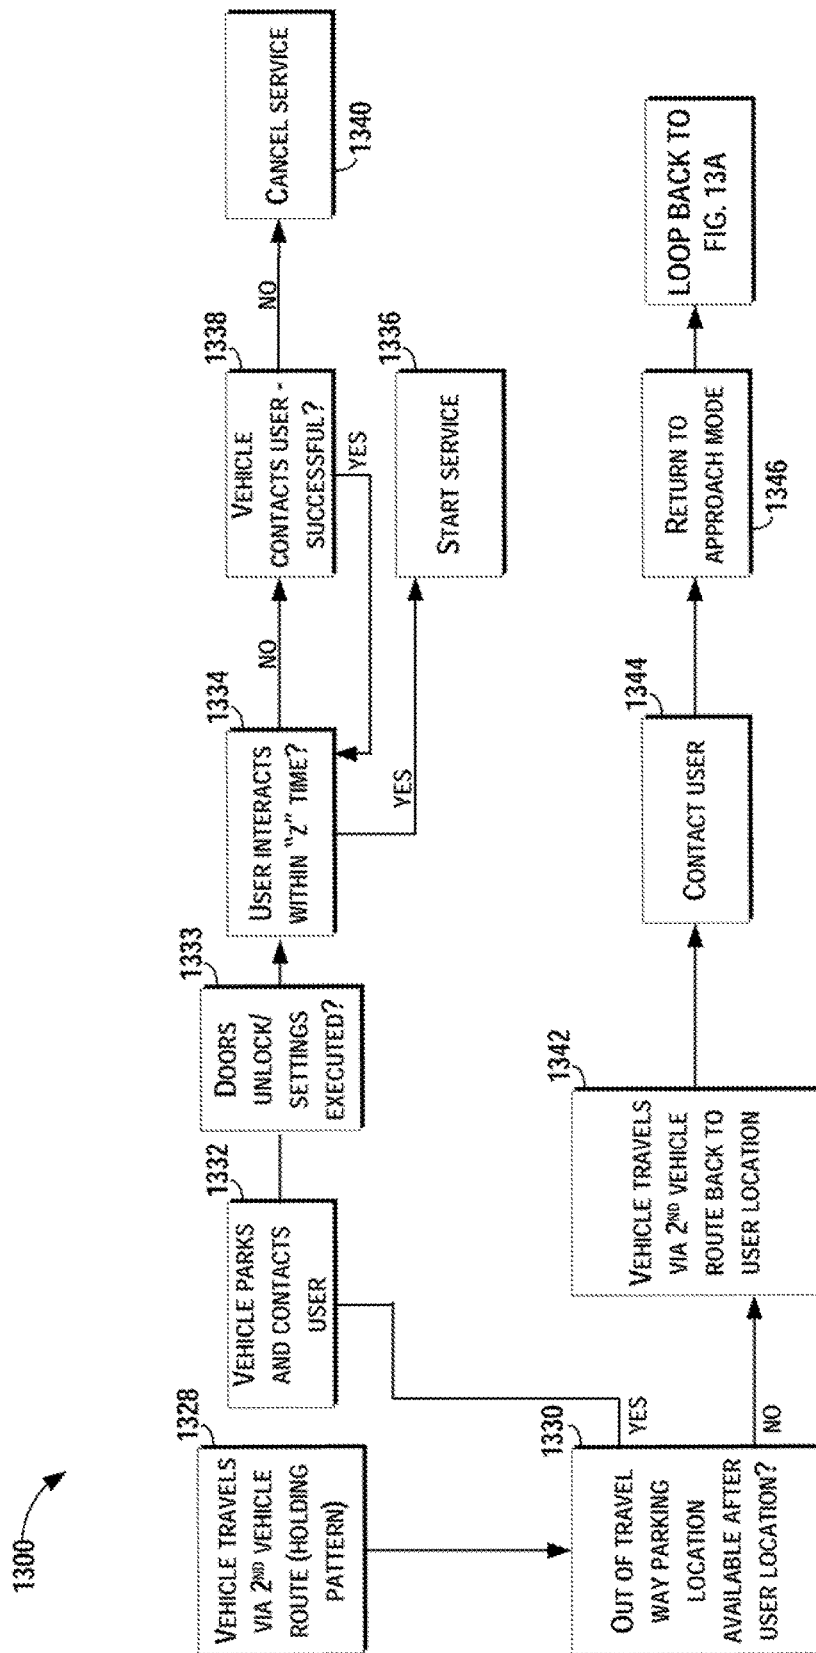 1300
1328
VEHICLE TRAVELS
VIA 2ND VEHICLE
ROUTE (HOLDING
PATTERN)
1330
OUT OF TRAVEL
WAY PARKING
LOCATION
AVAILABLE AFTER
USER LOCATION?
YES
NO
1332
VEHICLE PARKS
AND CONTACTS
USER
1333
DOORS
UNLOCK/
SETTINGS
EXECUTED?
1334
USER INTERACTS
WITHIN "Z" TIME?
NO
YES
1338
VEHICLE
CONTACTS USER -
SUCCESSFUL?
YES
NO
1336
START SERVICE
CANCEL SERVICE
1340
1342
VEHICLE TRAVELS
VIA 2ND VEHICLE
ROUTE BACK TO
USER LOCATION
1344
CONTACT USER
RETURN TO
APPROACH MODE
1346
LOOP BACK TO
FIG. 13A